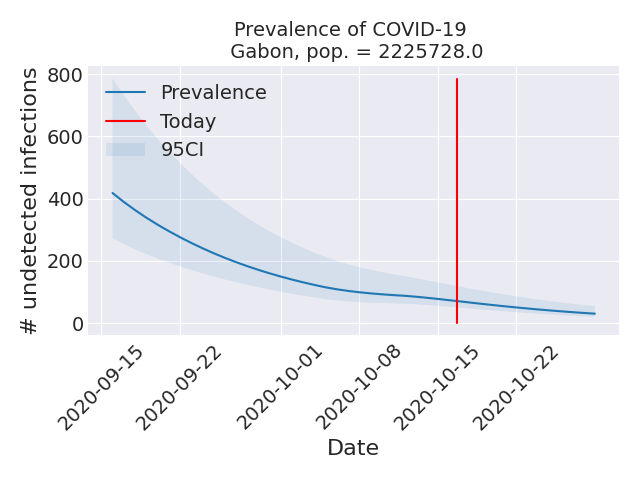 Prevalence of COVID-19
Gabon, pop. = 2225728.0
# undetected infections
800
600
400
200
0
Prevalence
Today
95CI
2020-09-15
2020-09-22
2020-10-01
2020-10-08
2020-10-15
2020-10-22
Date